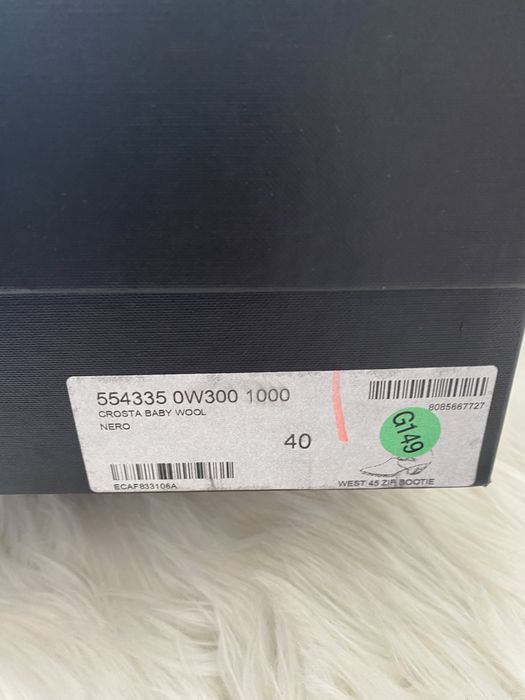 554335 0W300 1000
CROSTA BABY WOOL
NERO
40
ECAF833106A
8085667727
G149
WEST 45 ZIP BOOTIE